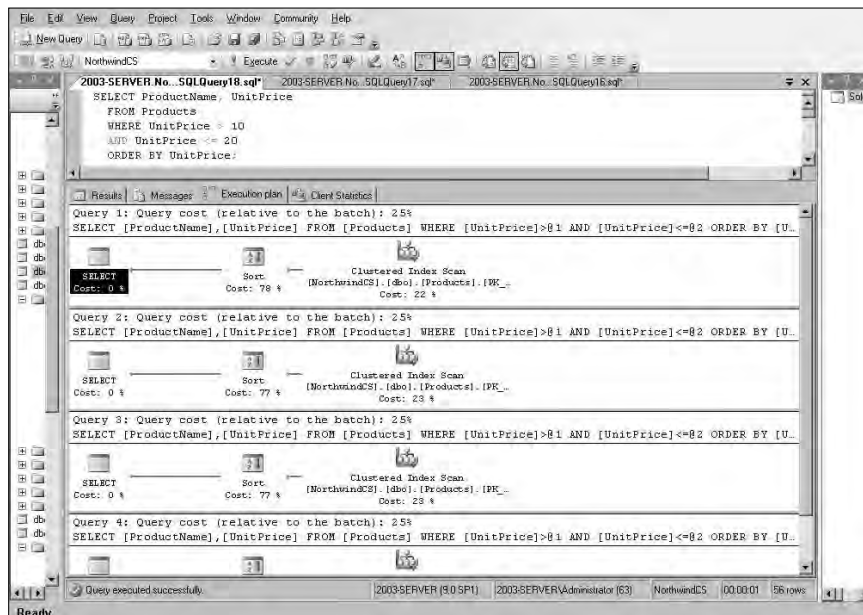 File Edit View Query Project Tools Window Community Help
New Query
NorthwindCS Execute
2003-SERVER.No...SQLQuery18.sql* 2003-SERVER.No...SQLQuery17.sql* 2003-SERVER.No...SQLQuery16.sql*
SELECT ProductName, UnitPrice
FROM Products
WHERE UnitPrice > 10
AND UnitPrice <= 20
ORDER BY UnitPrice;
Results Messages Execution plan Client Statistics
Query 1: Query cost (relative to the batch): 25%
SELECT [ProductName],[UnitPrice] FROM [Products] WHERE [UnitPrice]>@1 AND [UnitPrice]<=@2 ORDER BY [U...
SELECT
Cost: 0 %
Sort
Cost: 78 %
Clustered Index Scan
[NorthwindCS].[dbo].[Products].[PK_...
Cost: 22 %
Query 2: Query cost (relative to the batch): 25%
SELECT [ProductName],[UnitPrice] FROM [Products] WHERE [UnitPrice]>@1 AND [UnitPrice]<=@2 ORDER BY [U...
SELECT
Cost: 0 %
Sort
Cost: 77 %
Clustered Index Scan
[NorthwindCS].[dbo].[Products].[PK_...
Cost: 23 %
Query 3: Query cost (relative to the batch): 25%
SELECT [ProductName],[UnitPrice] FROM [Products] WHERE [UnitPrice]>@1 AND [UnitPrice]<=@2 ORDER BY [U...
SELECT
Cost: 0 %
Sort
Cost: 77 %
Clustered Index Scan
[NorthwindCS].[dbo].[Products].[PK_...
Cost: 23 %
Query 4: Query cost (relative to the batch): 25%
SELECT [ProductName],[UnitPrice] FROM [Products] WHERE [UnitPrice]>@1 AND [UnitPrice]<=@2 ORDER BY [U...
Query executed successfully. 2003-SERVER (9.0 SP1) 2003-SERVER\Administrator (63) NorthwindCS 00:00:01 56 rows
Ready